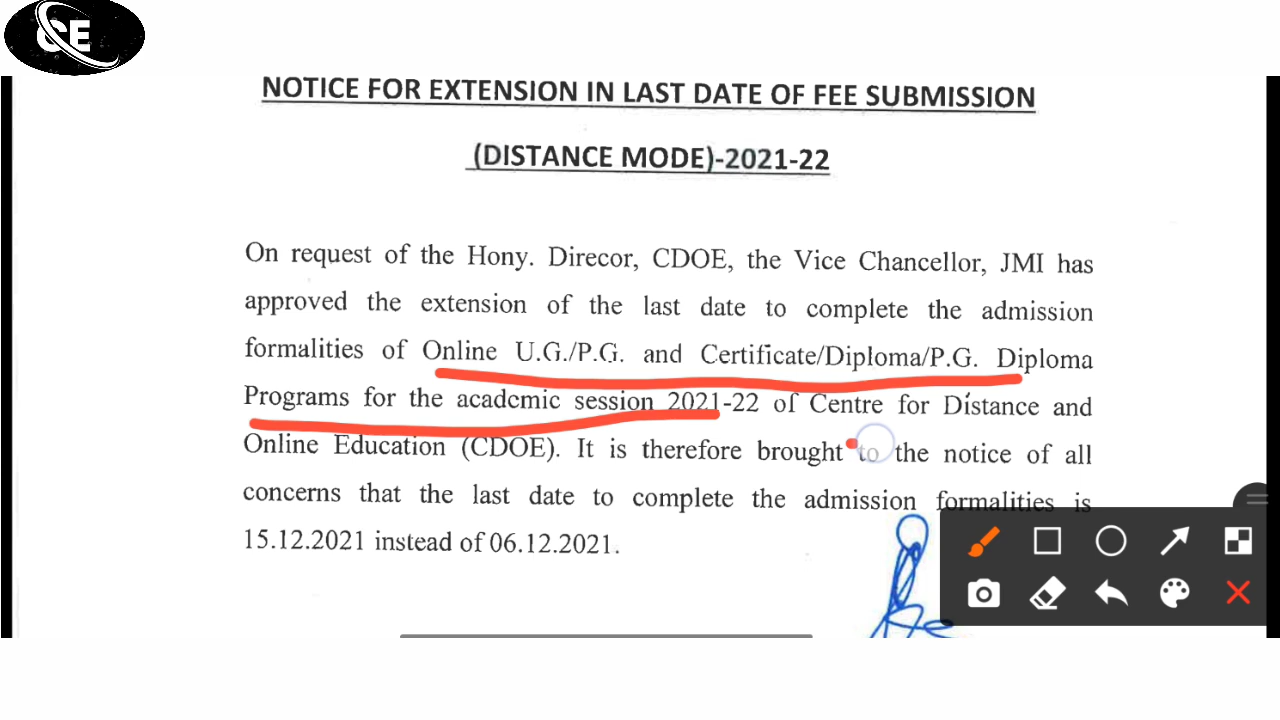 CE
NOTICE FOR EXTENSION IN LAST DATE OF FEE SUBMISSION
(DISTANCE MODE)-2021-22
On request of the Hony. Direcor, CDOE, the Vice Chancellor, JMI has
approved the extension of the last date to complete the admission
formalities of Online U.G./P.G. and Certificate/Diploma/P.G. Diploma
Programs for the academic session 2021-22 of Centre for Distance and
Online Education (CDOE). It is therefore brought to the notice of all
concerns that the last date to complete the admission formalities is
15.12.2021 instead of 06.12.2021.